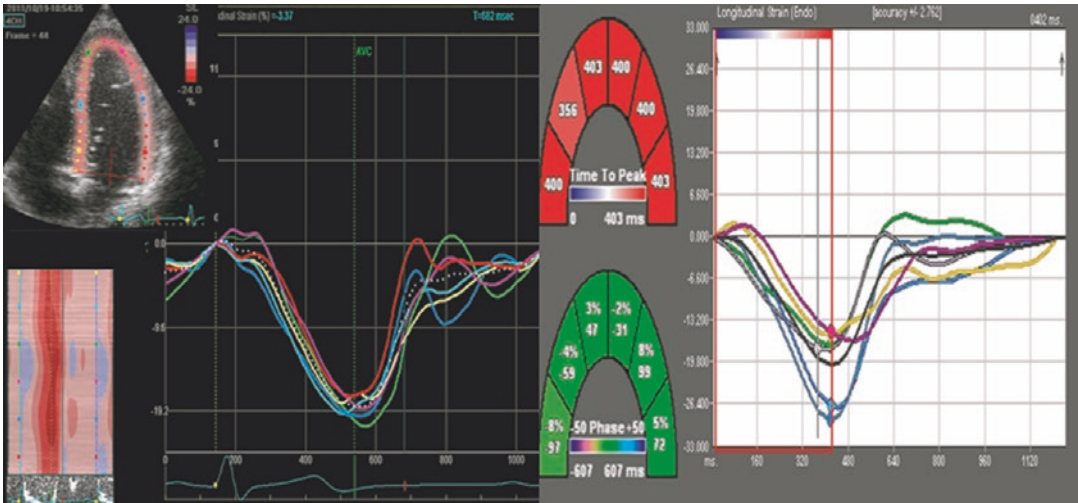 2011/10/19-10:54:35
4CH
Frame = 44
SL
24.0
-24.0
%
dinal Strain (%) =-3.37
T=682 msec
AVC
0.0
-9.6
-19.2
0
200
400
600
800
1000
403 400
356 400
400 403
Time To Peak
0 403 ms
3% -2%
47 -31
-4% 8%
-59 99
-8% 5%
-97 72
-50 Phase+50
-607 607 ms
Longitudinal Strain (Endo)
[accuracy +/- 2.762]
0402 ms.
33.000
26.400
19.800
13.200
6.600
0.000
-6.600
-13.200
-19.800
-26.400
-33.000
ms. 160 320 480 640 800 960 1120